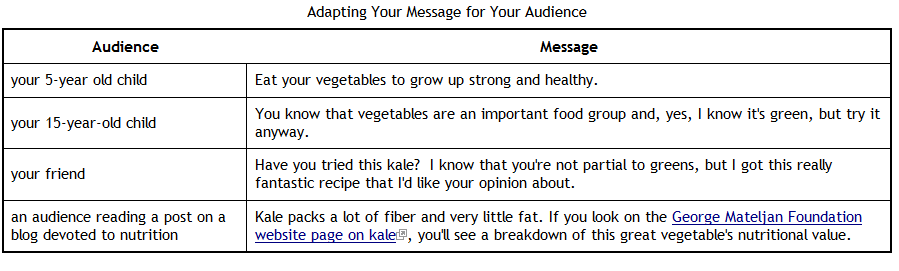 Adapting Your Message for Your Audience
Audience Message
your 5-year old child Eat your vegetables to grow up strong and healthy.
your 15-year-old child You know that vegetables are an important food group and, yes, I know it's green, but try it
anyway.
your friend Have you tried this kale?  I know that you're not partial to greens, but I got this really
fantastic recipe that I'd like your opinion about.
an audience reading a post on a Kale packs a lot of fiber and very little fat. If you look on the George Mateljan Foundation
blog devoted to nutrition website page on kale, you'll see a breakdown of this great vegetable's nutritional value.